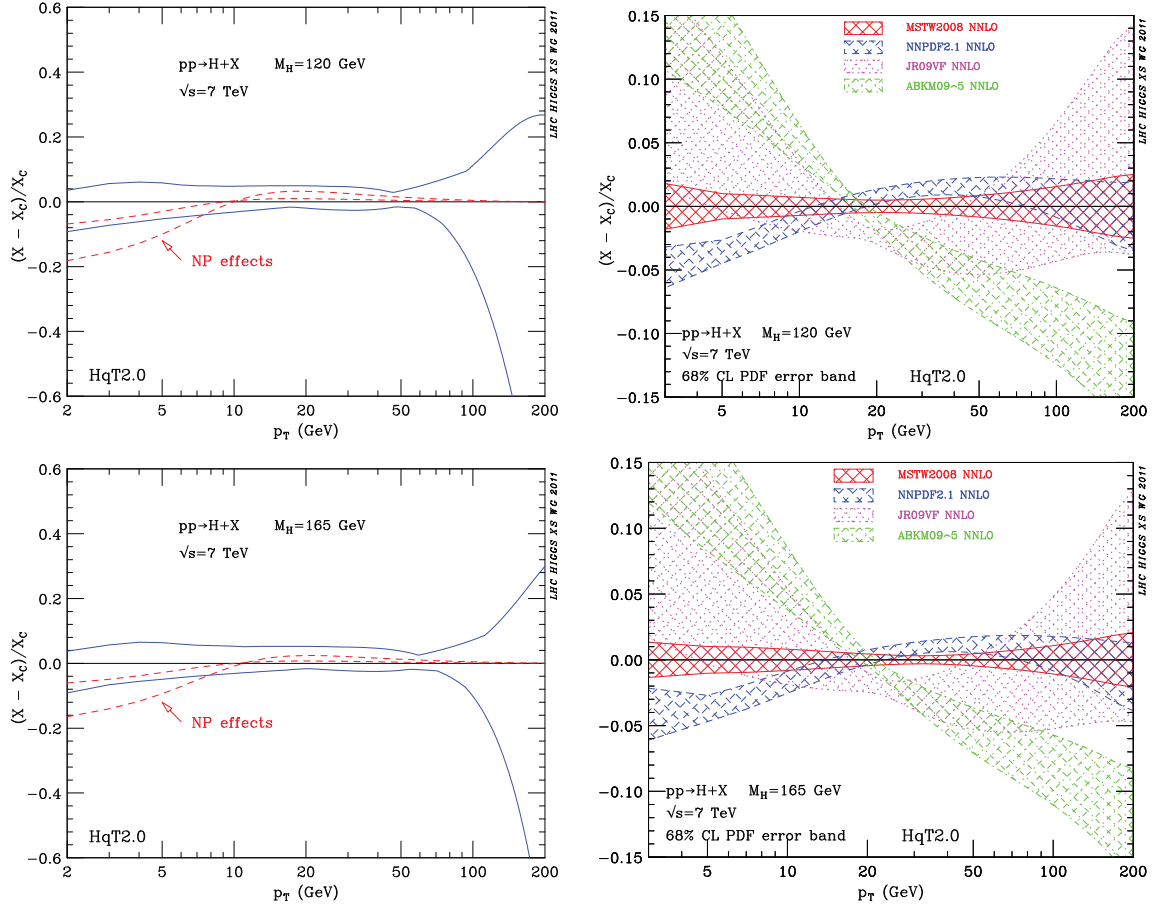 0.6
0.4
0.2
0.0
−0.2
−0.4
−0.6
(X − X_C)/X_C
pp→H+X M_H=120 GeV
√s=7 TeV
NP effects
HqT2.0
2 5 10 20 50 100 200
p_T (GeV)
LHC HIGGS XS WG 2011
0.15
0.10
0.05
0.00
−0.05
−0.10
−0.15
(X − X_C)/X_C
MSTW2008 NNLO
NNPDF2.1 NNLO
JR09VF NNLO
ABKM09~5 NNLO
pp→H+X M_H=120 GeV
√s=7 TeV
68% CL PDF error band HqT2.0
5 10 20 50 100 200
p_T (GeV)
LHC HIGGS XS WG 2011
0.6
0.4
0.2
0.0
−0.2
−0.4
−0.6
(X − X_C)/X_C
pp→H+X M_H=165 GeV
√s=7 TeV
NP effects
HqT2.0
2 5 10 20 50 100 200
p_T (GeV)
LHC HIGGS XS WG 2011
0.15
0.10
0.05
0.00
−0.05
−0.10
−0.15
MSTW2008 NNLO
NNPDF2.1 NNLO
JR09VF NNLO
ABKM09~5 NNLO
pp→H+X M_H=165 GeV
√s=7 TeV
68% CL PDF error band HqT2.0
5 10 20 50 100 200
p_T (GeV)
LHC HIGGS XS WG 2011